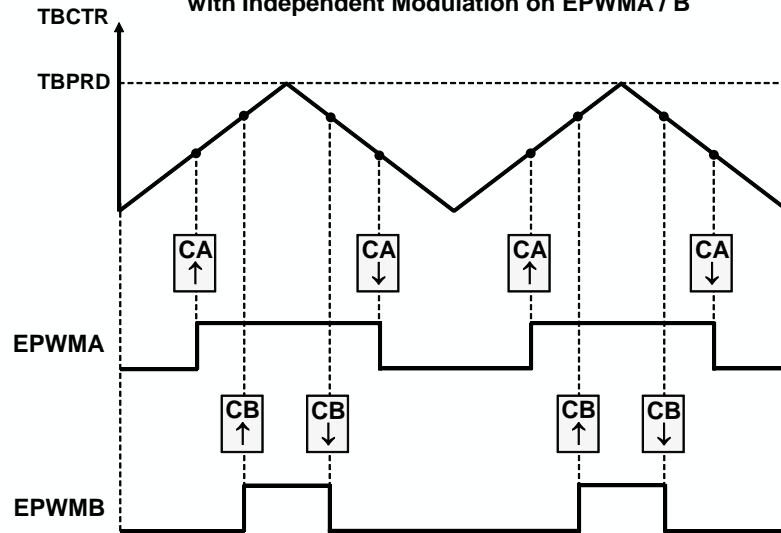 with Independent Modulation on EPWMA / B
TBCTR
TBPRD
CA CA CA CA
↑ ↓ ↑ ↓
EPWMA
CB CB CB CB
↑ ↓ ↑ ↓
EPWMB